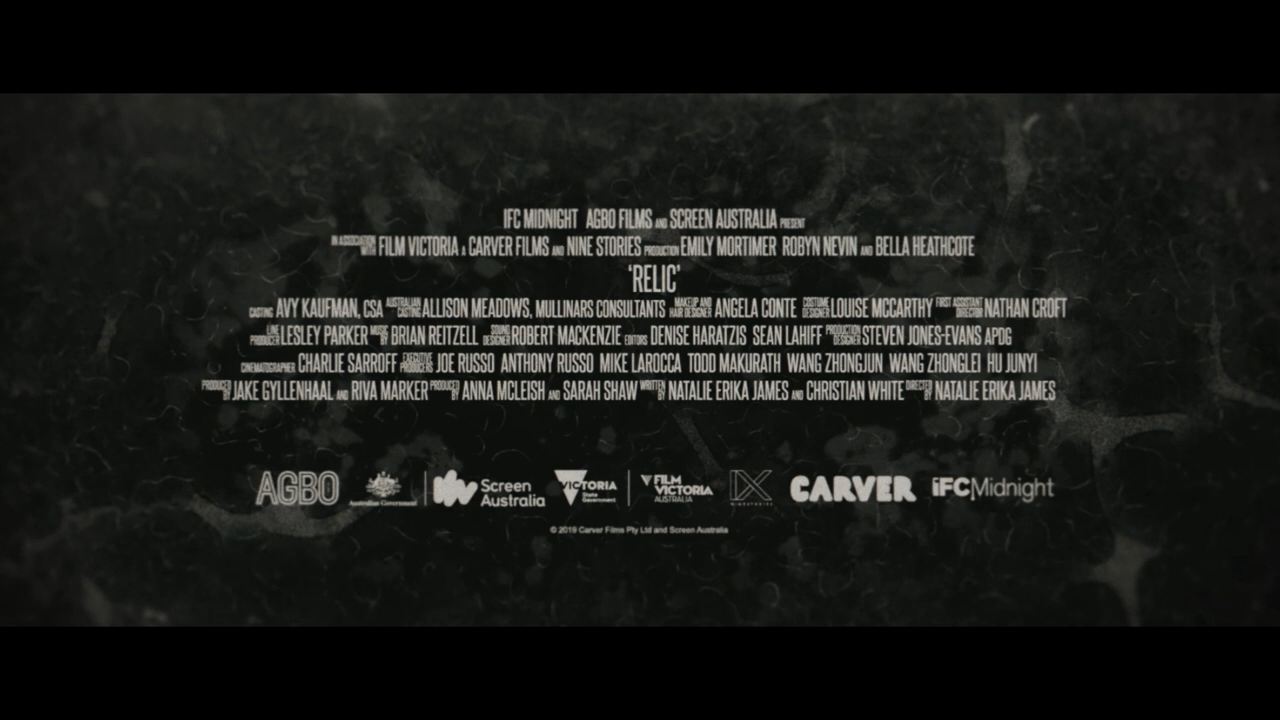 IFC MIDNIGHT AGBO FILMS AND SCREEN AUSTRALIA PRESENT
IN ASSOCIATION WITH FILM VICTORIA & CARVER FILMS AND NINE STORIES PRODUCTION EMILY MORTIMER ROBYN NEVIN AND BELLA HEATHCOTE
'RELIC'
CASTING AVY KAUFMAN, CSA AUSTRALIAN CASTING ALLISON MEADOWS, MULLINARS CONSULTANTS MAKEUP AND HAIR DESIGNER ANGELA CONTE COSTUME DESIGNER LOUISE MCCARTHY FIRST ASSISTANT DIRECTOR NATHAN CROFT
LINE PRODUCER LESLEY PARKER MUSIC BY BRIAN REITZELL SOUND DESIGNER ROBERT MACKENZIE EDITORS DENISE HARATZIS SEAN LAHIFF PRODUCTION DESIGNER STEVEN JONES-EVANS APDG
CINEMATOGRAPHER CHARLIE SARROFF EXECUTIVE PRODUCERS JOE RUSSO ANTHONY RUSSO MIKE LAROCCA TODD MAKURATH WANG ZHONGJUN WANG ZHONGLEI HU JUNYI
PRODUCED BY JAKE GYLLENHAAL AND RIVA MARKER PRODUCED BY ANNA MCLEISH AND SARAH SHAW WRITTEN BY NATALIE ERIKA JAMES AND CHRISTIAN WHITE DIRECTED BY NATALIE ERIKA JAMES
AGBO Australian Government Screen Australia VICTORIA State Government FILM VICTORIA AUSTRALIA NINE STORIES CARVER IFC Midnight
© 2019 Carver Films Pty Ltd and Screen Australia